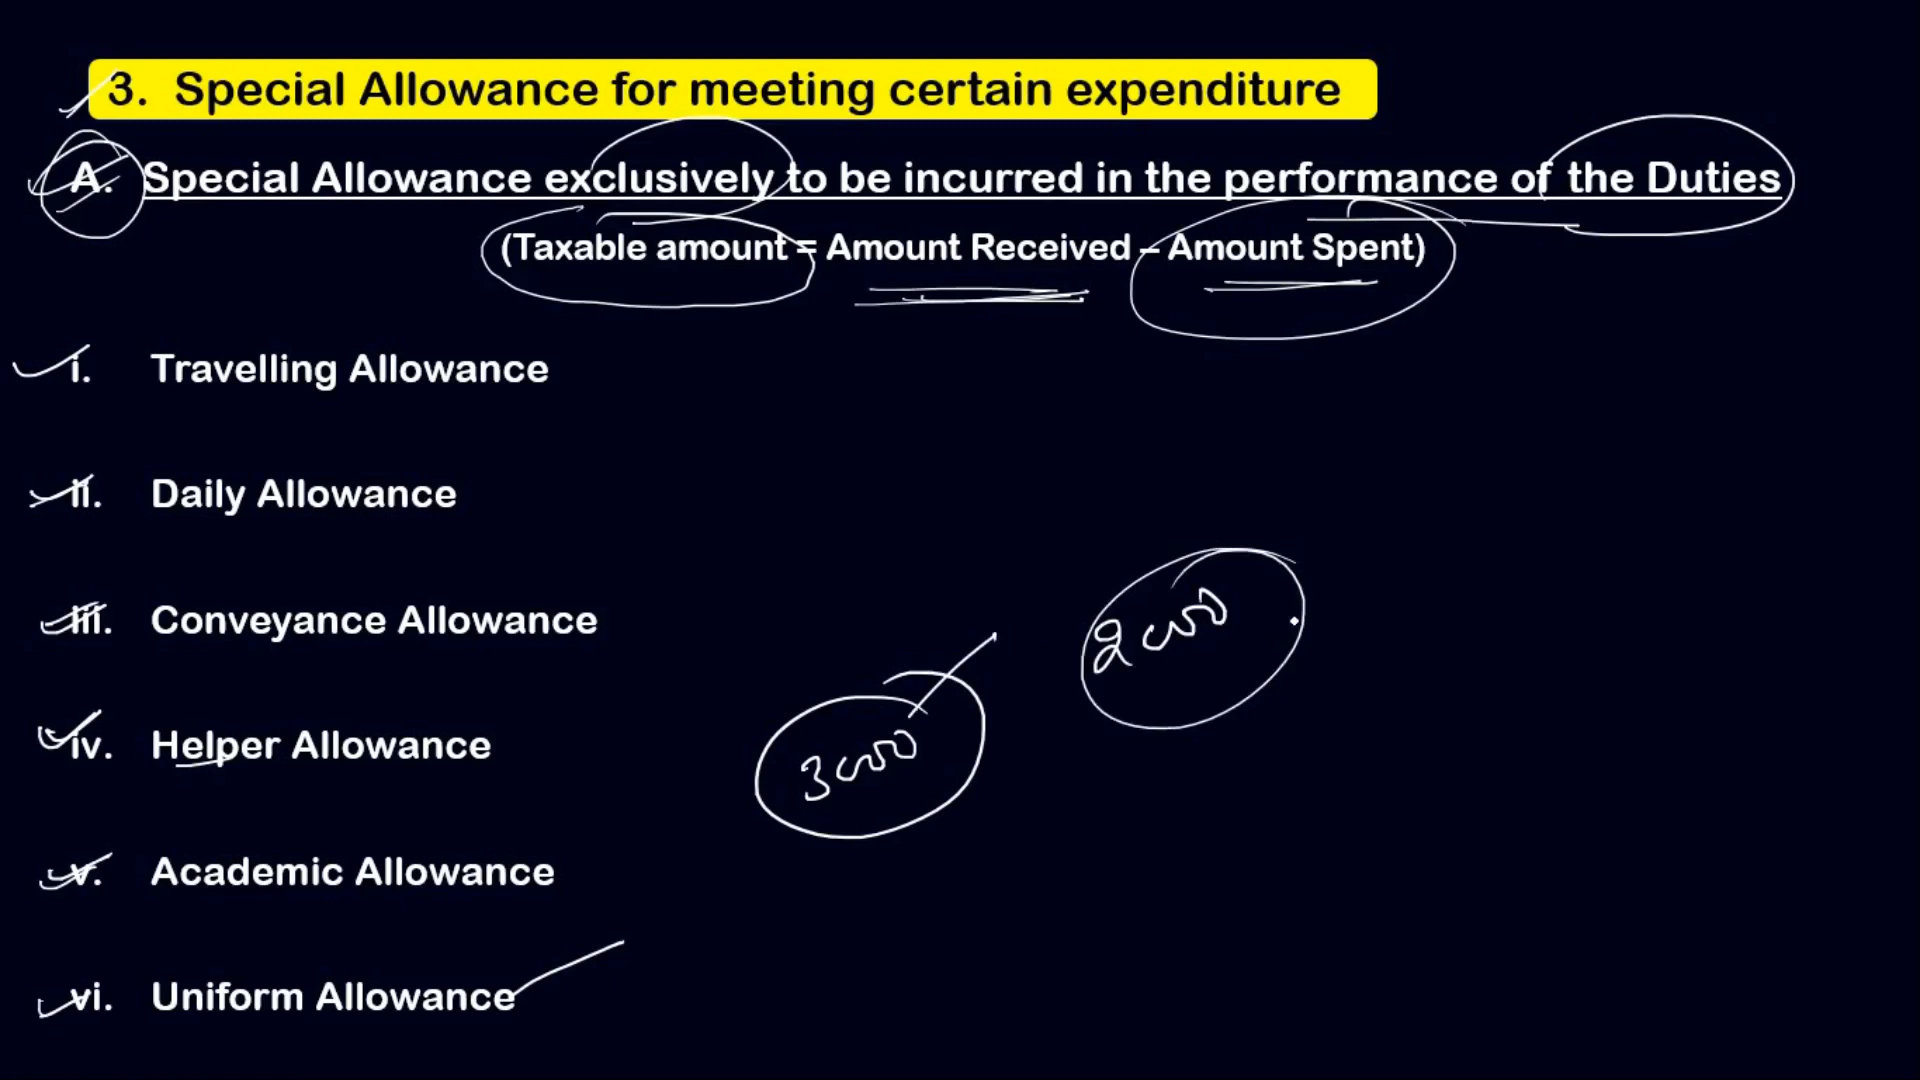 3. Special Allowance for meeting certain expenditure
A. Special Allowance exclusively to be incurred in the performance of the Duties
(Taxable amount = Amount Received – Amount Spent)
i. Travelling Allowance
ii. Daily Allowance
iii. Conveyance Allowance
2000
iv. Helper Allowance
3000
v. Academic Allowance
vi. Uniform Allowance